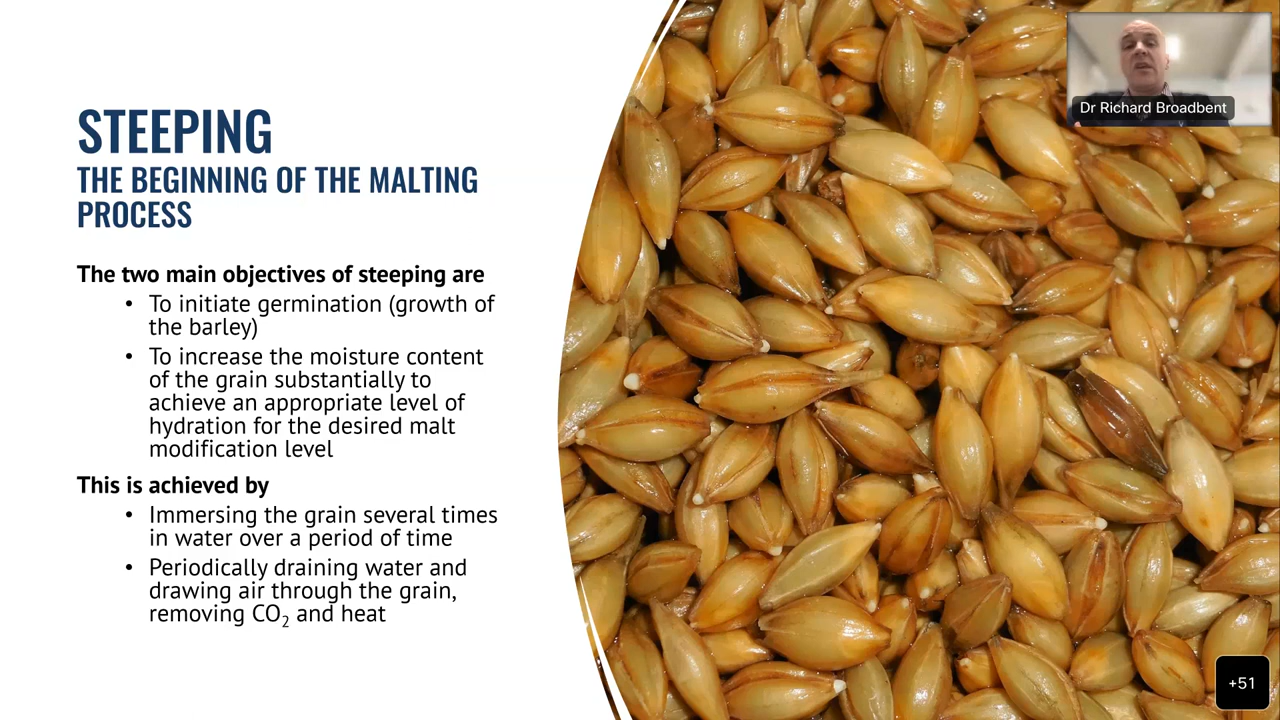 STEEPING
THE BEGINNING OF THE MALTING
PROCESS
The two main objectives of steeping are
• To initiate germination (growth of
the barley)
• To increase the moisture content
of the grain substantially to
achieve an appropriate level of
hydration for the desired malt
modification level
This is achieved by
• Immersing the grain several times
in water over a period of time
• Periodically draining water and
drawing air through the grain,
removing CO₂ and heat
Dr Richard Broadbent
+51